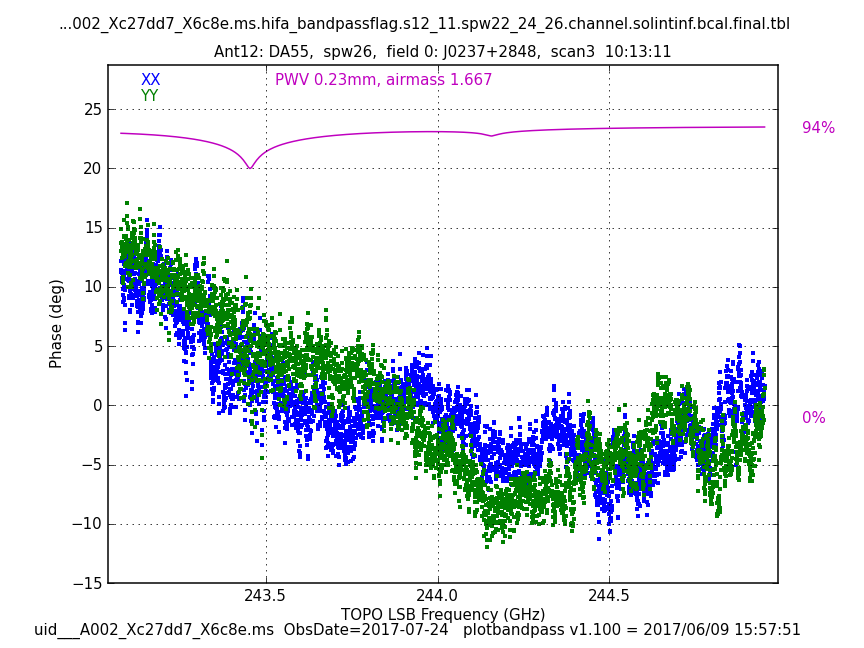 ...002_Xc27dd7_X6c8e.ms.hifa_bandpassflag.s12_11.spw22_24_26.channel.solintinf.bcal.final.tbl
Ant12: DA55, spw26, field 0: J0237+2848, scan3 10:13:11
XX
YY
PWV 0.23mm, airmass 1.667
94%
0%
25
20
15
10
5
0
−5
−10
−15
Phase (deg)
243.5 244.0 244.5
TOPO LSB Frequency (GHz)
uid___A002_Xc27dd7_X6c8e.ms ObsDate=2017-07-24 plotbandpass v1.100 = 2017/06/09 15:57:51